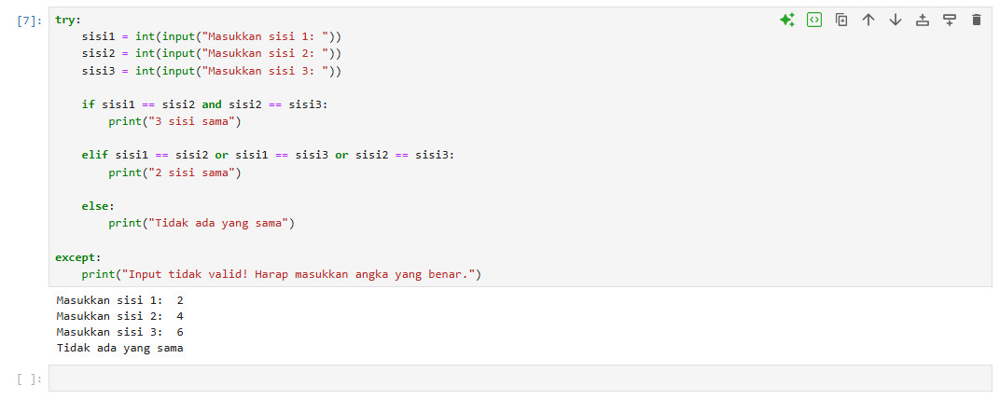 [7]: try:
    sisi1 = int(input("Masukkan sisi 1: "))
    sisi2 = int(input("Masukkan sisi 2: "))
    sisi3 = int(input("Masukkan sisi 3: "))
    if sisi1 == sisi2 and sisi2 == sisi3:
        print("3 sisi sama")
    elif sisi1 == sisi2 or sisi1 == sisi3 or sisi2 == sisi3:
        print("2 sisi sama")
    else:
        print("Tidak ada yang sama")
except:
    print("Input tidak valid! Harap masukkan angka yang benar.")
Masukkan sisi 1:  2
Masukkan sisi 2:  4
Masukkan sisi 3:  6
Tidak ada yang sama
[ ]: